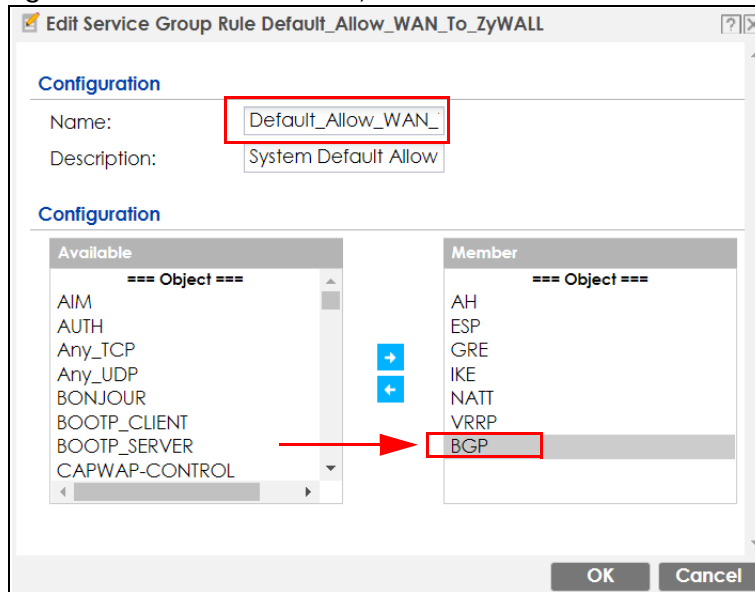 Edit Service Group Rule Default_Allow_WAN_To_ZyWALL
Configuration
Name: Default_Allow_WAN_
Description: System Default Allow
Configuration
Available
=== Object ===
AIM
AUTH
Any_TCP
Any_UDP
BONJOUR
BOOTP_CLIENT
BOOTP_SERVER
CAPWAP-CONTROL
Member
=== Object ===
AH
ESP
GRE
IKE
NATT
VRRP
BGP
OK Cancel